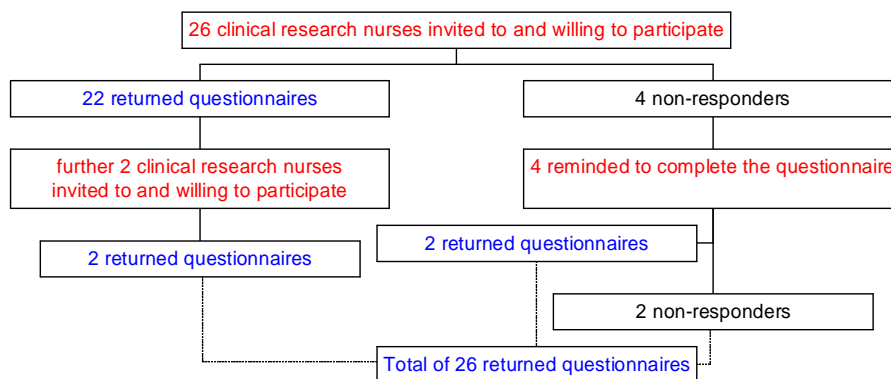 26 clinical research nurses invited to and willing to participate
22 returned questionnaires
4 non-responders
further 2 clinical research nurses
invited to and willing to participate
4 reminded to complete the questionnaire
2 returned questionnaires
2 returned questionnaires
2 non-responders
Total of 26 returned questionnaires